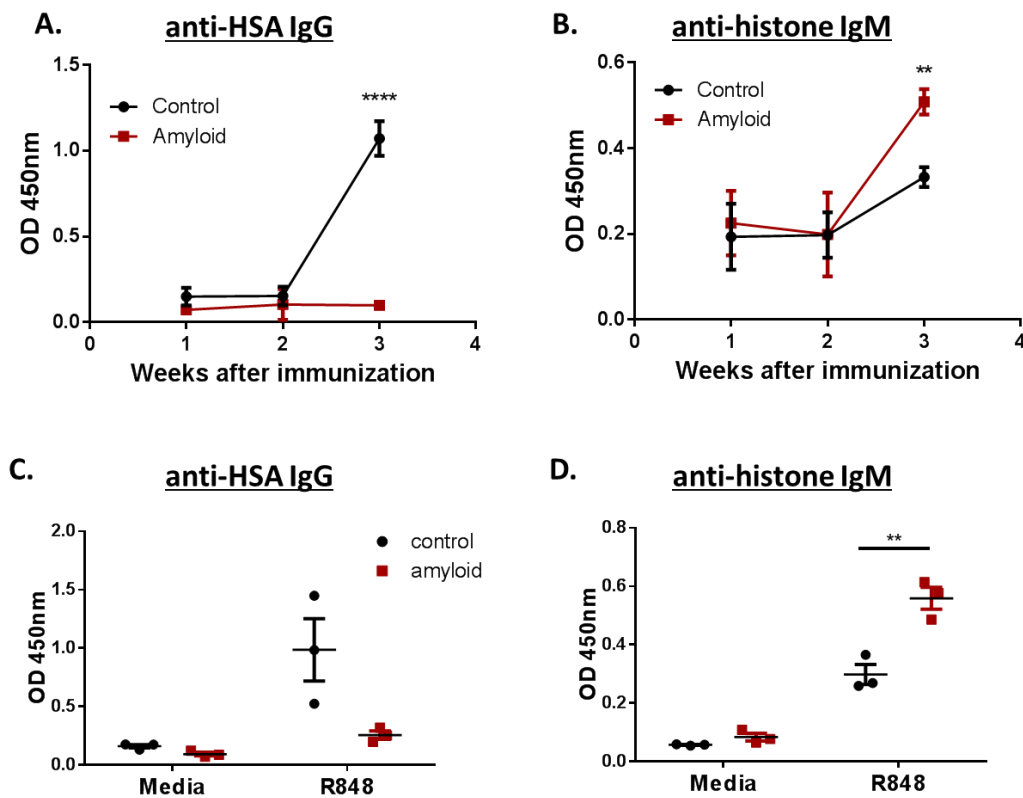 A.
anti-HSA IgG
1.5
1.0
0.5
0.0
OD 450nm
Control
Amyloid
****
0 1 2 3 4
Weeks after immunization
B.
anti-histone IgM
0.6
0.4
0.2
0.0
OD 450nm
Control
Amyloid
**
0 1 2 3 4
Weeks after immunization
C.
anti-HSA IgG
2.0
1.5
1.0
0.5
0.0
OD 450nm
control
amyloid
Media R848
D.
anti-histone IgM
0.8
0.6
0.4
0.2
0.0
OD 450nm
**
Media R848